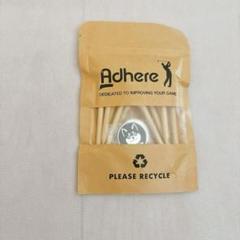 Adhere
DEDICATED TO IMPROVING YOUR GAME
PLEASE RECYCLE